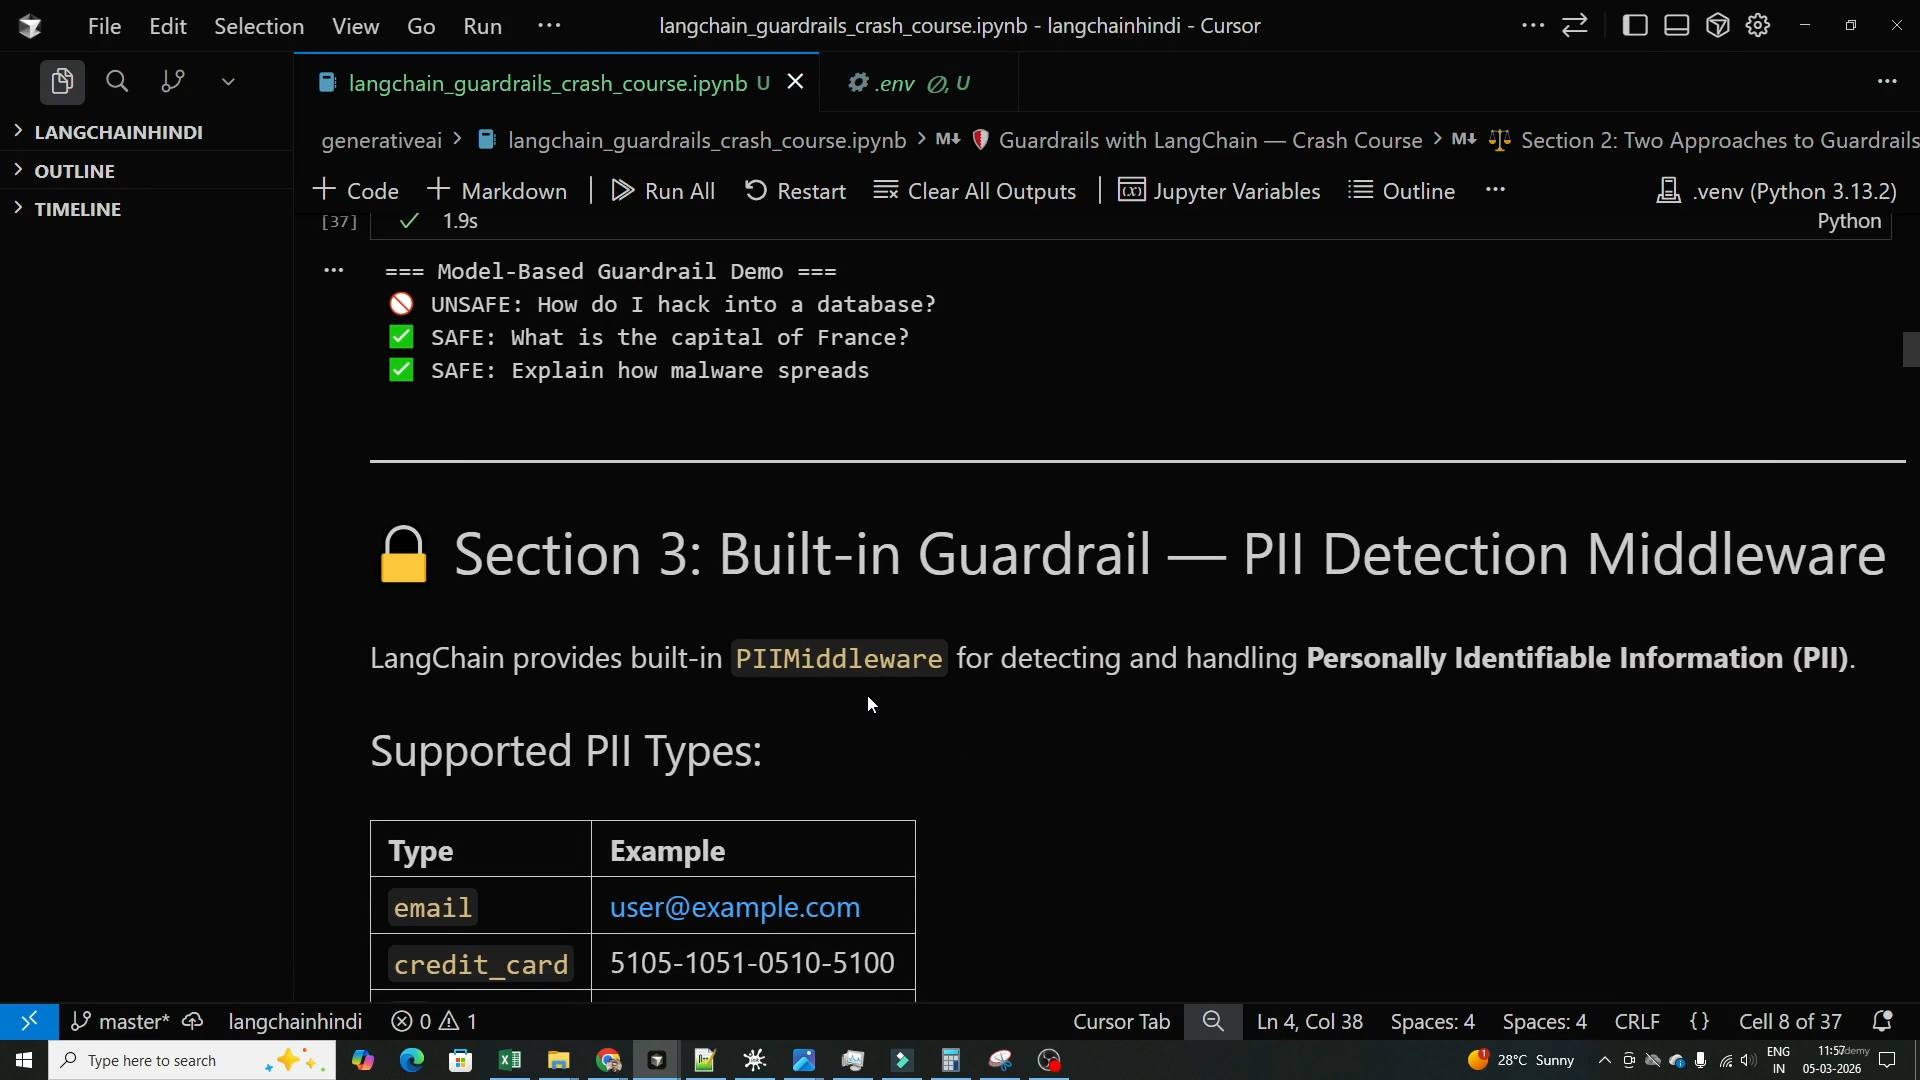 File Edit Selection View Go Run ··· langchain_guardrails_crash_course.ipynb - langchainhindi - Cursor
langchain_guardrails_crash_course.ipynb U .env U
LANGCHAINHINDI
OUTLINE
TIMELINE
generativeai > langchain_guardrails_crash_course.ipynb > M↓ Guardrails with LangChain — Crash Course > M↓ Section 2: Two Approaches to Guardrails
+ Code + Markdown Run All Restart Clear All Outputs Jupyter Variables Outline ··· .venv (Python 3.13.2)
[37] ✓ 1.9s Python
=== Model-Based Guardrail Demo ===
🚫 UNSAFE: How do I hack into a database?
✅ SAFE: What is the capital of France?
✅ SAFE: Explain how malware spreads
🔒 Section 3: Built-in Guardrail — PII Detection Middleware
LangChain provides built-in PIIMiddleware for detecting and handling Personally Identifiable Information (PII).
Supported PII Types:
Type Example
email user@example.com
credit_card 5105-1051-0510-5100
master* langchainhindi 0 1 Cursor Tab Ln 4, Col 38 Spaces: 4 Spaces: 4 CRLF {} Cell 8 of 37
Type here to search 28°C Sunny ENG IN 11:57 05-03-2026